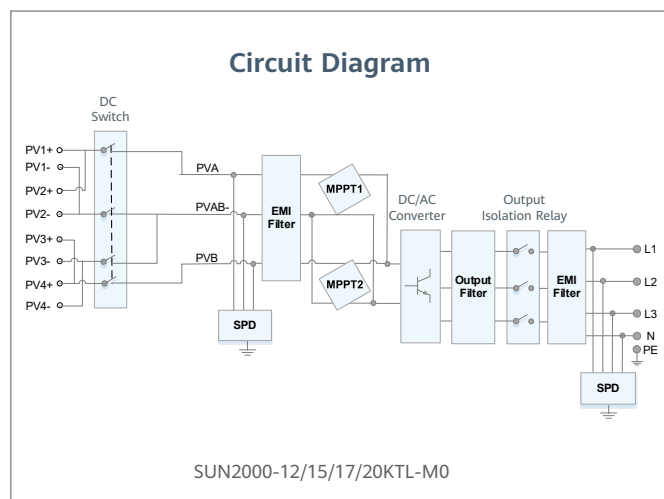 Circuit Diagram
DC
Switch
PV1+
PV1-
PV2+
PV2-
PV3+
PV3-
PV4+
PV4-
PVA
PVAB-
PVB
EMI
Filter
SPD
MPPT1
MPPT2
DC/AC
Converter
Output
Filter
Output
Isolation Relay
EMI
Filter
L1
L2
L3
N
PE
SPD
SUN2000-12/15/17/20KTL-M0